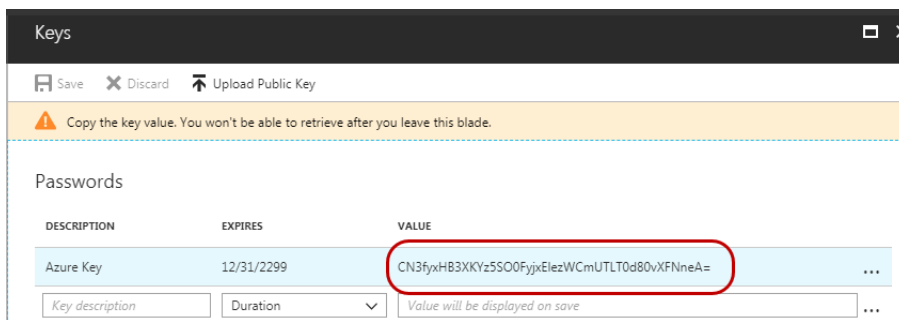 Keys
Save Discard Upload Public Key
Copy the key value. You won't be able to retrieve after you leave this blade.
Passwords
DESCRIPTION EXPIRES VALUE
Azure Key 12/31/2299 CN3fyxHB3XKYz5SO0FyjxElezWCmUTLT0d80vXFNneA= ...
Key description Duration Value will be displayed on save ...